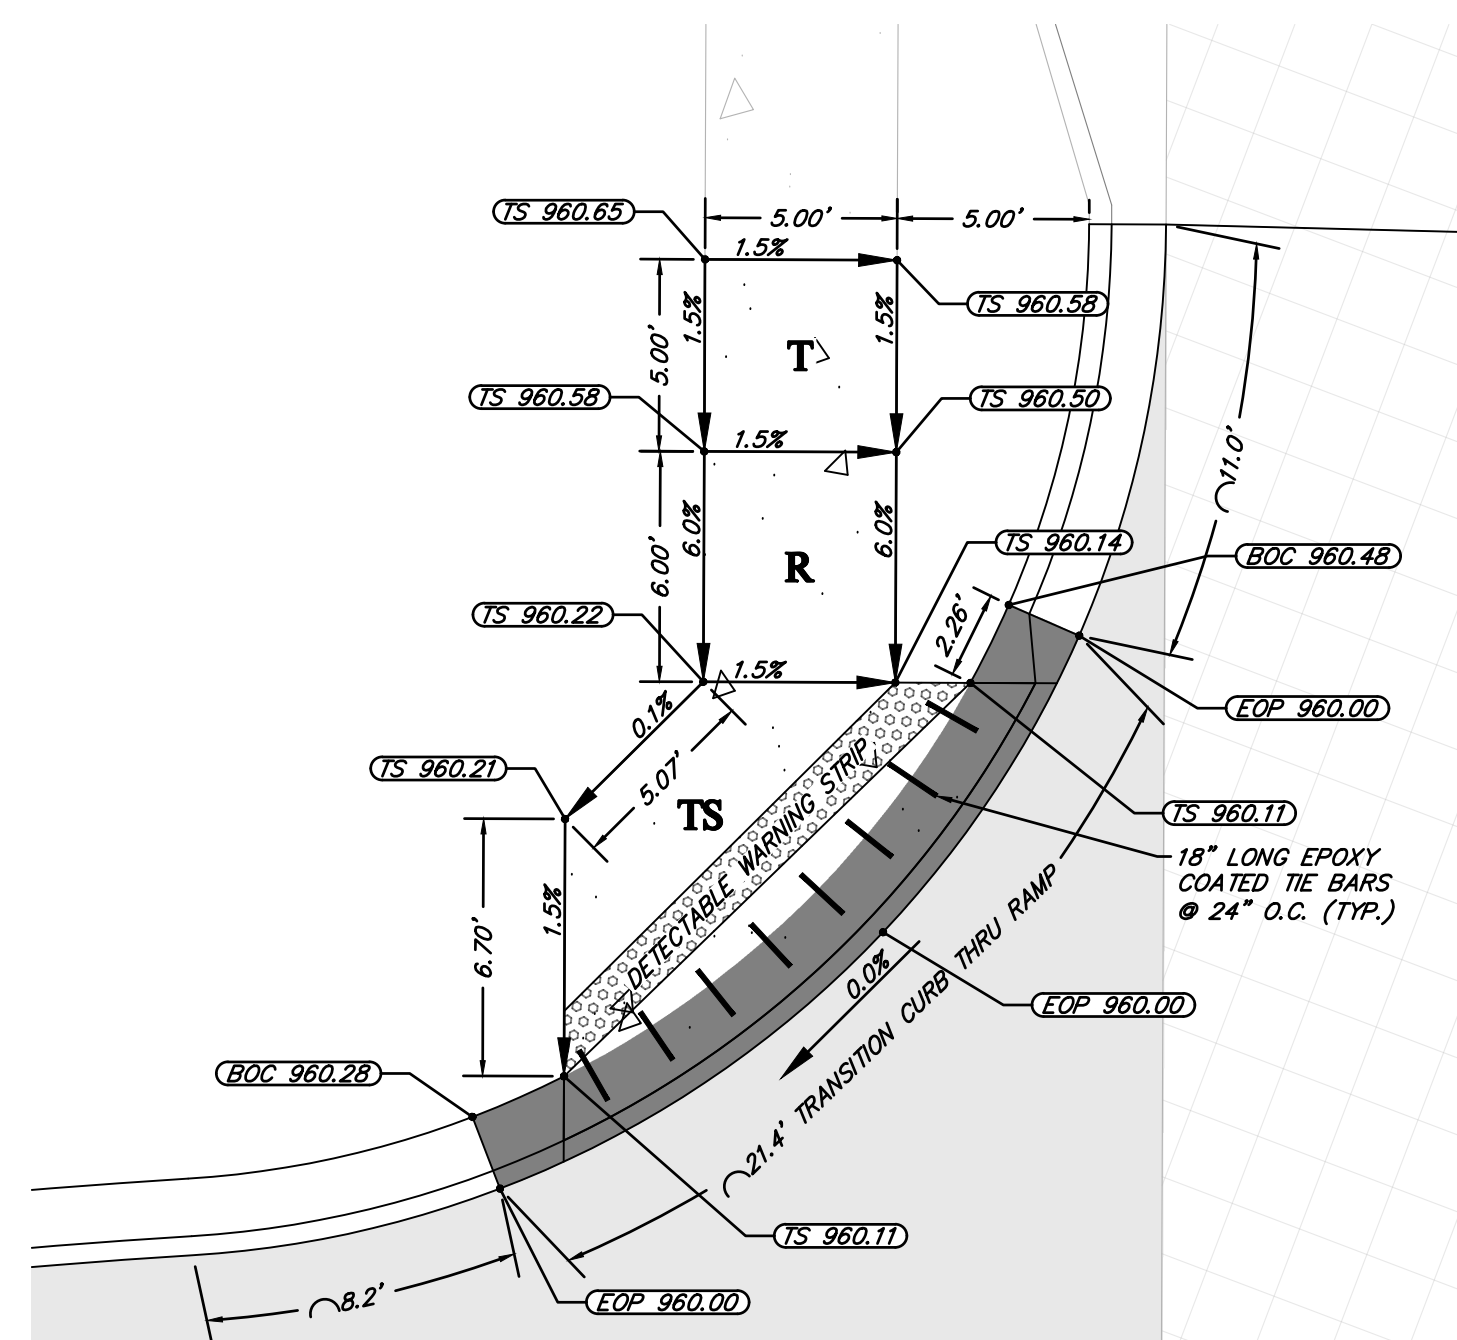 TS 960.65
5.00'
5.00'
1.5%
TS 960.58
1.5%
1.5%
5.00'
T
TS 960.58
TS 960.50
1.5%
6.0%
6.0%
6.00'
R
TS 960.14
BOC 960.48
2.26'
11.0'
TS 960.22
1.5%
0.1%
5.07'
EOP 960.00
TS 960.21
TS
TS 960.11
DETECTABLE WARNING STRIP
18" LONG EPOXY
COATED TIE BARS
@ 24" O.C. (TYP.)
1.5%
6.70'
0.0%
EOP 960.00
21.4' TRANSITION CURB THRU RAMP
BOC 960.28
TS 960.11
8.2'
EOP 960.00